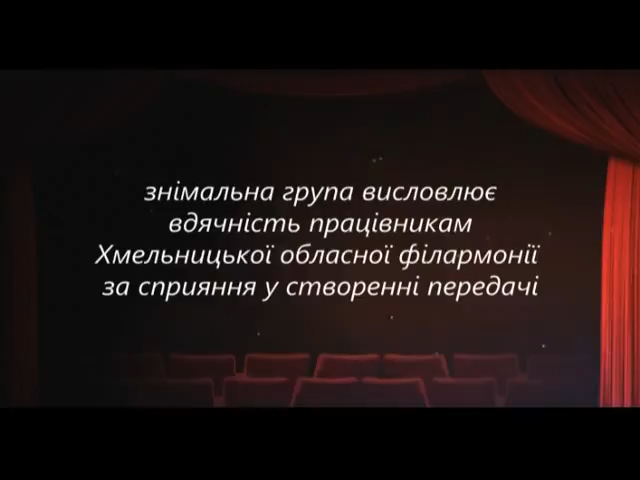 знімальна група висловлює
вдячність працівникам
Хмельницької обласної філармонії
за сприяння у створенні передачі